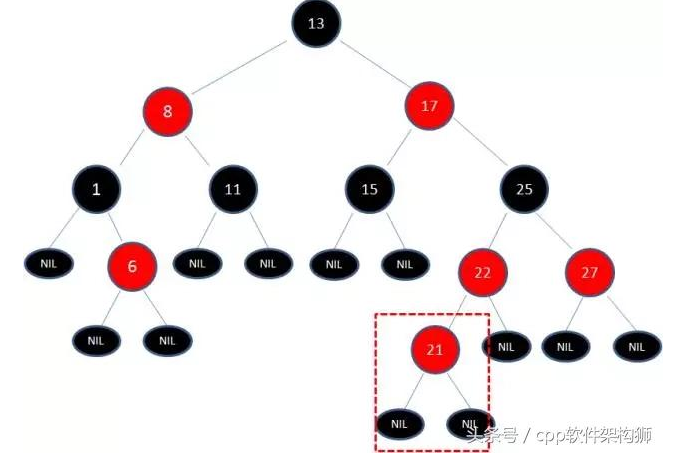 13
8 17
1 11 15 25
NIL 6 NIL NIL NIL NIL 22 27
NIL NIL 21 NIL NIL NIL
NIL NIL
头条号 / cpp软件架构狮